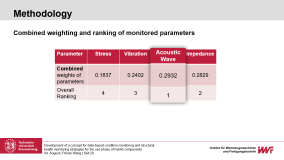 Methodology
Combined weighting and ranking of monitored parameters
Parameter Stress Vibration Acoustic Wave Impedance
Combined weights of parameters 0.1837 0.2402 0.2932 0.2829
Overall Ranking 4 3 1 2
Technische
Universität
Braunschweig
Development of a concept for data-based condition monitoring and structural
health monitoring strategies for the use phase of hybrid components
Institut für Werkzeugmaschinen
und Fertigungstechnik
IWF